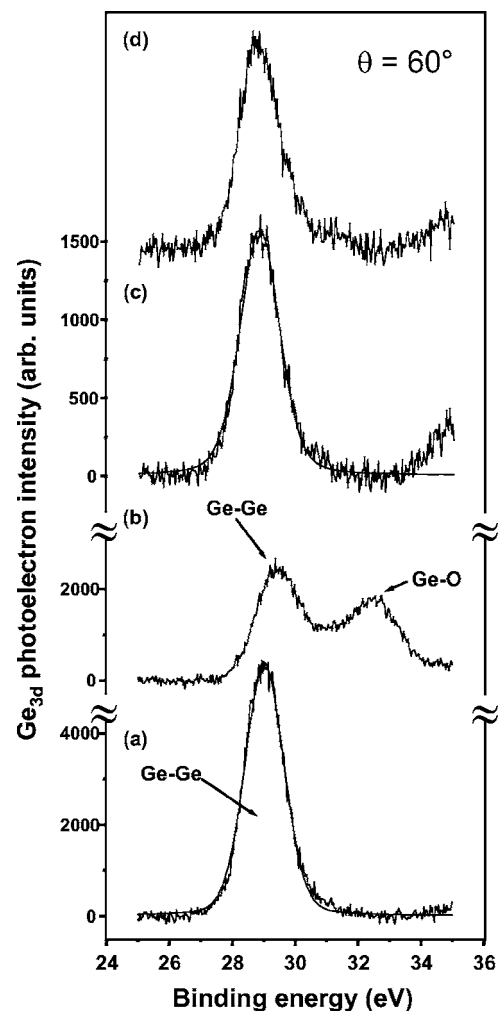 (d)
θ = 60°
1500
(c)
1000
500
0
≈ ≈
(b)
Ge-Ge
Ge-O
2000
0
≈ ≈
(a)
4000
Ge-Ge
2000
0
24 26 28 30 32 34 36
Binding energy (eV)
Ge3d photoelectron intensity (arb. units)